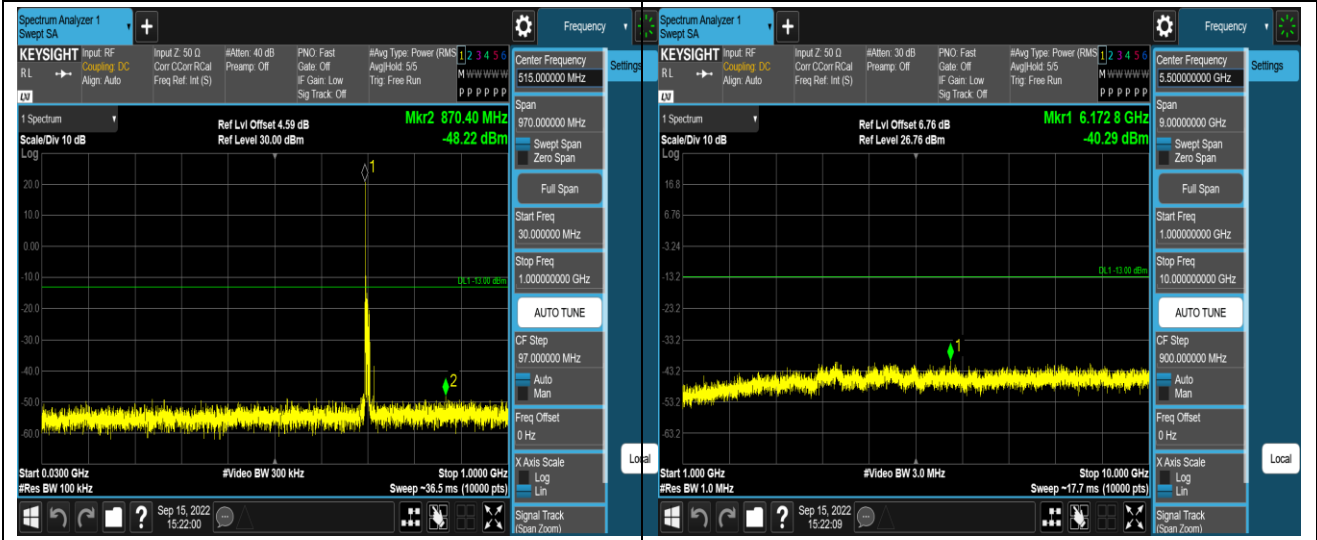 Spectrum Analyzer 1
Swept SA
Frequency
KEYSIGHT
RL
LXI
Input: RF
Coupling: DC
Align: Auto
Input Z: 50 Ω
Corr CCorr RCal
Freq Ref: Int (S)
#Atten: 40 dB
Preamp: Off
PNO: Fast
Gate: Off
IF Gain: Low
Sig Track: Off
#Avg Type: Power (RMS
Avg|Hold: 5/5
Trig: Free Run
1 2 3 4 5 6
M W W W W W
P P P P P P
1 Spectrum
Scale/Div 10 dB
Log
Ref Lvl Offset 4.59 dB
Ref Level 30.00 dBm
Mkr2 870.40 MHz
-48.22 dBm
1
20.0
10.0
0.00
-10.0
DL1 -13.00 dBm
-20.0
-30.0
-40.0
2
-50.0
-60.0
Start 0.0300 GHz
#Res BW 100 kHz
#Video BW 300 kHz
Stop 1.0000 GHz
Sweep ~36.5 ms (10000 pts)
Sep 15, 2022
15:22:00
Center Frequency
515.000000 MHz
Settings
Span
970.000000 MHz
Swept Span
Zero Span
Full Span
Start Freq
30.000000 MHz
Stop Freq
1.000000000 GHz
AUTO TUNE
CF Step
97.000000 MHz
Auto
Man
Freq Offset
0 Hz
X Axis Scale
Log
Lin
Local
Signal Track
(Span Zoom)
Spectrum Analyzer 1
Swept SA
Frequency
KEYSIGHT
RL
LXI
Input: RF
Coupling: DC
Align: Auto
Input Z: 50 Ω
Corr CCorr RCal
Freq Ref: Int (S)
#Atten: 30 dB
Preamp: Off
PNO: Fast
Gate: Off
IF Gain: Low
Sig Track: Off
#Avg Type: Power (RMS
Avg|Hold: 5/5
Trig: Free Run
1 2 3 4 5 6
M W W W W W
P P P P P P
1 Spectrum
Scale/Div 10 dB
Log
Ref Lvl Offset 6.76 dB
Ref Level 26.76 dBm
Mkr1 6.172 8 GHz
-40.29 dBm
16.8
6.76
-3.24
DL1 -13.00 dBm
-13.2
-23.2
-33.2
1
-43.2
-53.2
-63.2
Start 1.000 GHz
#Res BW 1.0 MHz
#Video BW 3.0 MHz
Stop 10.000 GHz
Sweep ~17.7 ms (10000 pts)
Sep 15, 2022
15:22:09
Center Frequency
5.500000000 GHz
Settings
Span
9.00000000 GHz
Swept Span
Zero Span
Full Span
Start Freq
1.000000000 GHz
Stop Freq
10.000000000 GHz
AUTO TUNE
CF Step
900.000000 MHz
Auto
Man
Freq Offset
0 Hz
X Axis Scale
Log
Lin
Local
Signal Track
(Span Zoom)